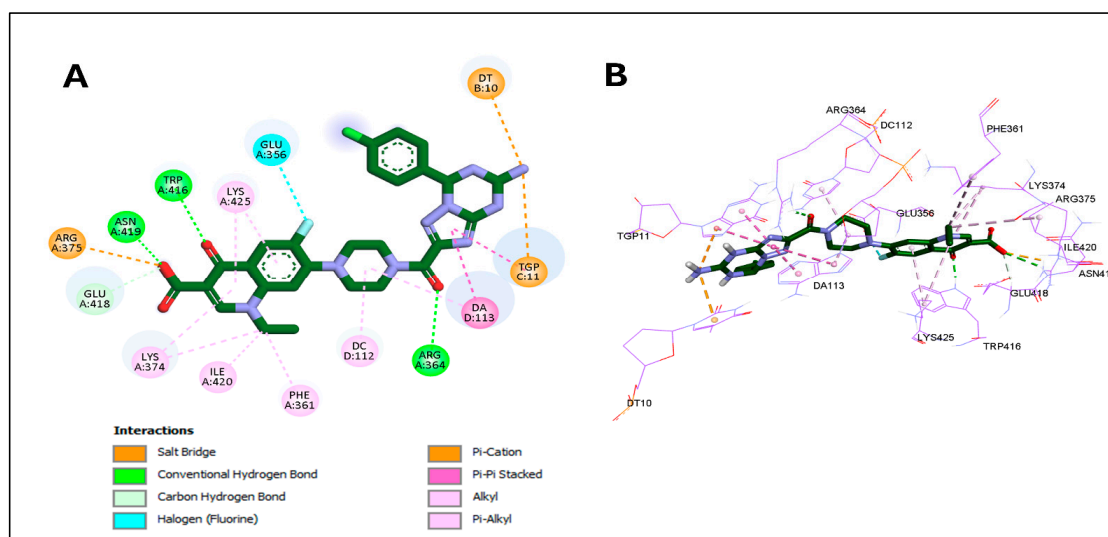 A
B
DT
B:10
GLU
A:356
TRP
A:416
LYS
A:425
ASN
A:419
ARG
A:375
GLU
A:418
LYS
A:374
ILE
A:420
PHE
A:361
DC
D:112
ARG
A:364
DA
D:113
TGP
C:11
ARG364
DC112
PHE361
LYS374
ARG375
GLU356
TGP11
ILE420
ASN41
DA113
GLU418
LYS425
TRP416
DT10
Interactions
Salt Bridge
Conventional Hydrogen Bond
Carbon Hydrogen Bond
Halogen (Fluorine)
Pi-Cation
Pi-Pi Stacked
Alkyl
Pi-Alkyl